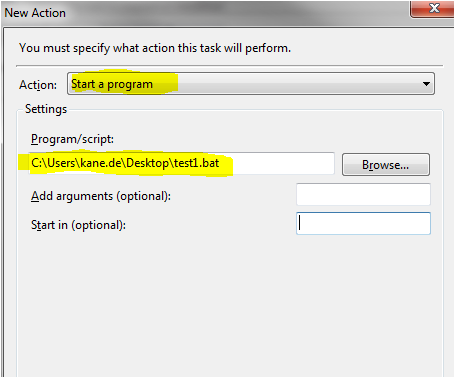 New Action
You must specify what action this task will perform.
Action: Start a program
Settings
Program/script:
C:\Users\kane.de\Desktop\test1.bat Browse...
Add arguments (optional):
Start in (optional):